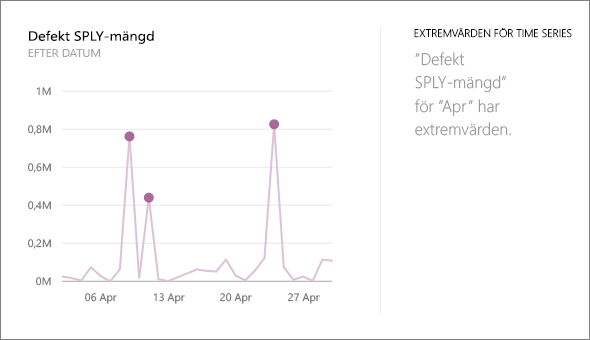 Defekt SPLY-mängd
EFTER DATUM
1M
0,8M
0,6M
0,4M
0,2M
0M
06 Apr
13 Apr
20 Apr
27 Apr
EXTREMVÄRDEN FÖR TIME SERIES
"Defekt
SPLY-mängd"
för "Apr" har
extremvärden.